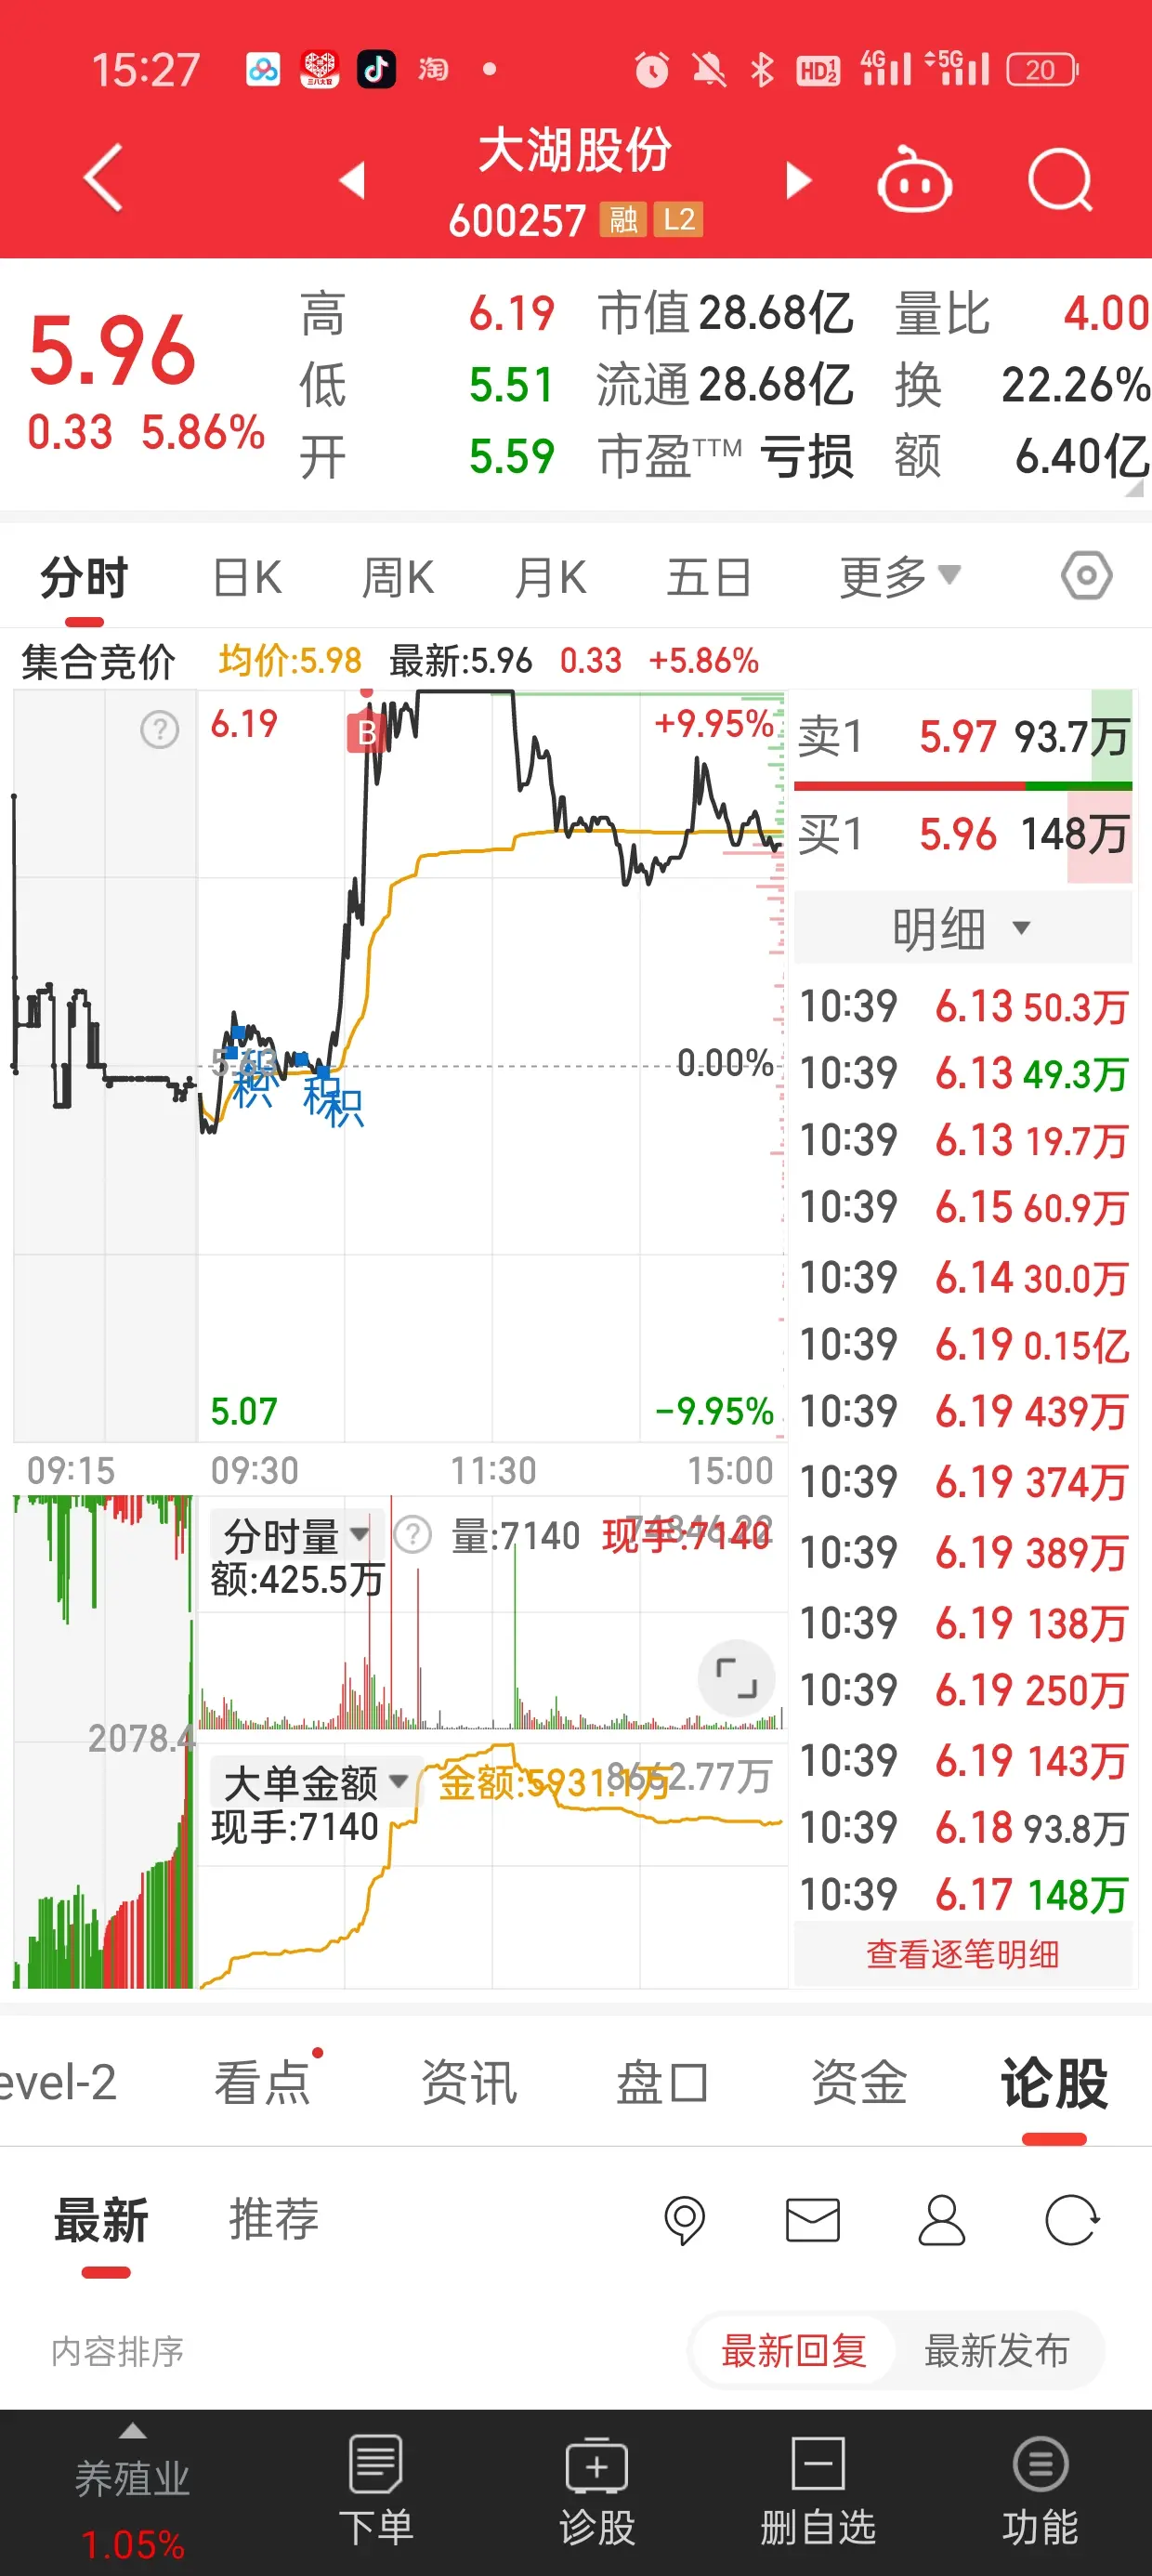 15:27 淘 HD 4G 5G 20
大湖股份
600257 融 L2
5.96
0.33 5.86%
高 6.19 市值 28.68亿 量比 4.00
低 5.51 流通 28.68亿 换 22.26%
开 5.59 市盈TTM 亏损 额 6.40亿
分时 日K 周K 月K 五日 更多
集合竞价 均价:5.98 最新:5.96 0.33 +5.86%
? 6.19 B +9.95%
5.63 0.00%
积 积 积
5.07 -9.95%
09:15 09:30 11:30 15:00
卖1 5.97 93.7万
买1 5.96 148万
明细
10:39 6.13 50.3万
10:39 6.13 49.3万
10:39 6.13 19.7万
10:39 6.15 60.9万
10:39 6.14 30.0万
10:39 6.19 0.15亿
10:39 6.19 439万
10:39 6.19 374万
10:39 6.19 389万
10:39 6.19 138万
10:39 6.19 250万
10:39 6.19 143万
10:39 6.18 93.8万
10:39 6.17 148万
查看逐笔明细
分时量 ? 量:7140 现手:7140
额:425.5万
2078.4
大单金额 金额:5931.1万
现手:7140
evel-2 看点 资讯 盘口 资金 论股
最新 推荐
内容排序 最新回复 最新发布
养殖业 下单 诊股 删自选 功能
1.05%